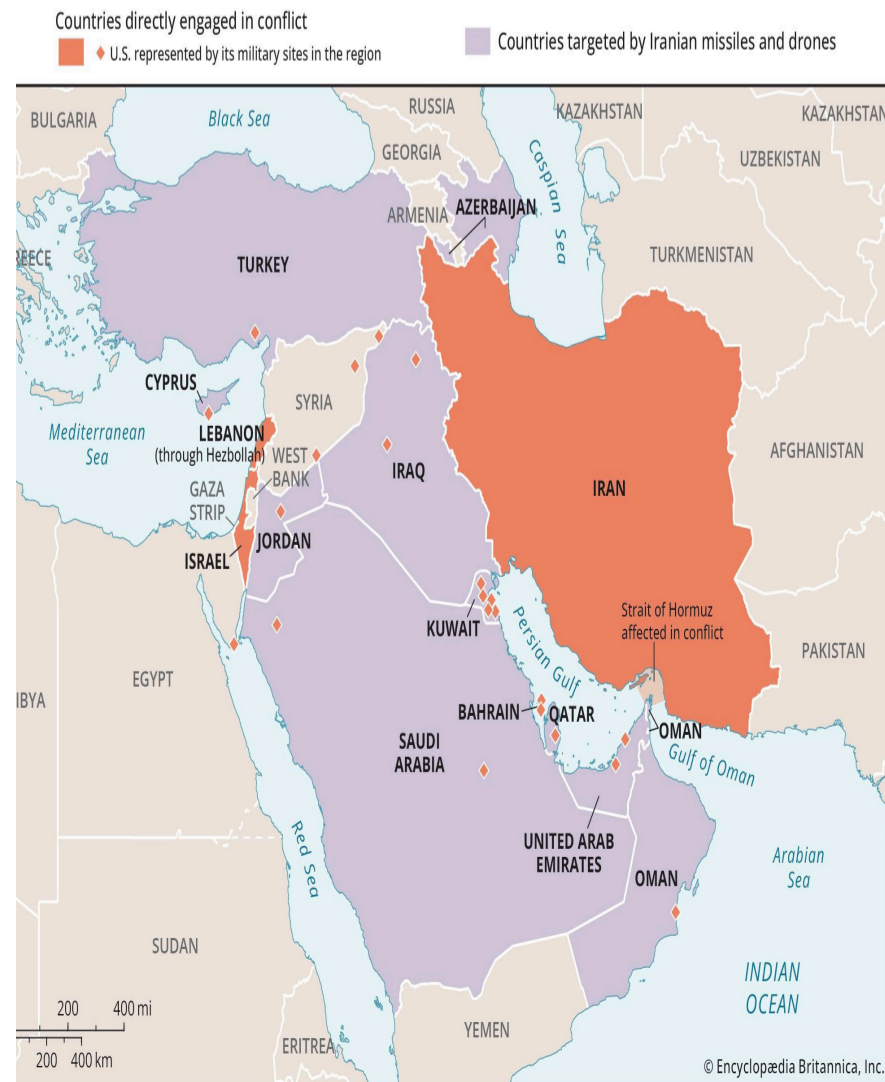 Countries directly engaged in conflict
U.S. represented by its military sites in the region
Countries targeted by Iranian missiles and drones
BULGARIA
Black Sea
RUSSIA
KAZAKHSTAN
KAZAKHSTAN
GEORGIA
UZBEKISTAN
Caspian Sea
ARMENIA
AZERBAIJAN
REECE
TURKEY
TURKMENISTAN
CYPRUS
SYRIA
Mediterranean
Sea
LEBANON
(through Hezbollah)
WEST
BANK
IRAQ
AFGHANISTAN
GAZA
STRIP
IRAN
ISRAEL
JORDAN
KUWAIT
Persian Gulf
Strait of Hormuz
affected in conflict
PAKISTAN
EGYPT
IBYA
BAHRAIN
QATAR
OMAN
SAUDI
ARABIA
Gulf of Oman
Red Sea
UNITED ARAB
EMIRATES
OMAN
Arabian
Sea
SUDAN
INDIAN
OCEAN
200 400 mi
200 400 km
ERITREA
YEMEN
© Encyclopædia Britannica, Inc.